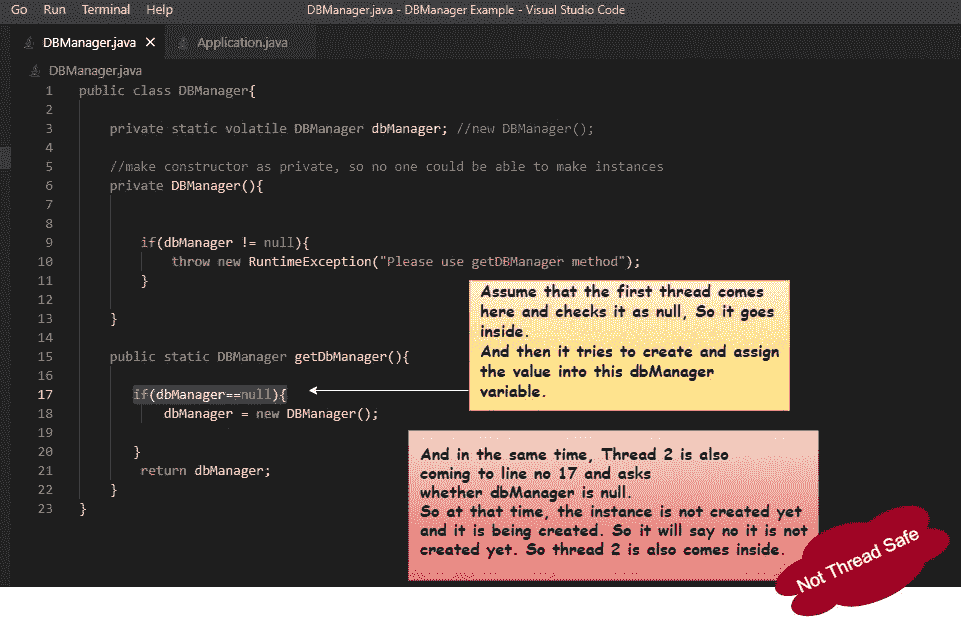 Go Run Terminal Help DBManager.java - DBManager Example - Visual Studio Code
DBManager.java × Application.java
DBManager.java
1 public class DBManager{
2
3 private static volatile DBManager dbManager; //new DBManager();
4
5 //make constructor as private, so no one could be able to make instances
6 private DBManager(){
7
8
9 if(dbManager != null){
10 throw new RuntimeException("Please use getDBManager method");
11 }
12
13 }
14
15 public static DBManager getDbManager(){
16
17 if(dbManager==null){
18 dbManager = new DBManager();
19
20 }
21 return dbManager;
22 }
23 }
Assume that the first thread comes
here and checks it as null, So it goes
inside.
And then it tries to create and assign
the value into this dbManager
variable.
And in the same time, Thread 2 is also
coming to line no 17 and asks
whether dbManager is null.
So at that time, the instance is not created yet
and it is being created. So it will say no it is not
created yet. So thread 2 is also comes inside.
Not Thread Safe